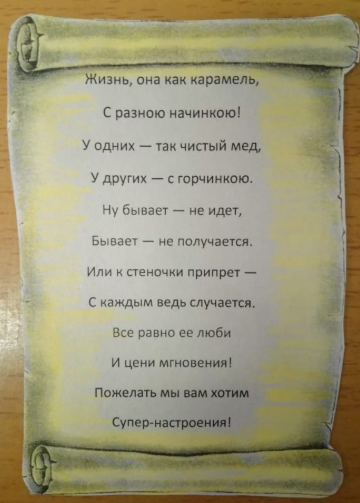 Жизнь, она как карамель,
С разною начинкою!
У одних — так чистый мед,
У других — с горчинкою.
Ну бывает — не идет,
Бывает — не получается.
Или к стеночки припрет —
С каждым ведь случается.
Все равно ее люби
И цени мгновения!
Пожелать мы вам хотим
Супер-настроения!